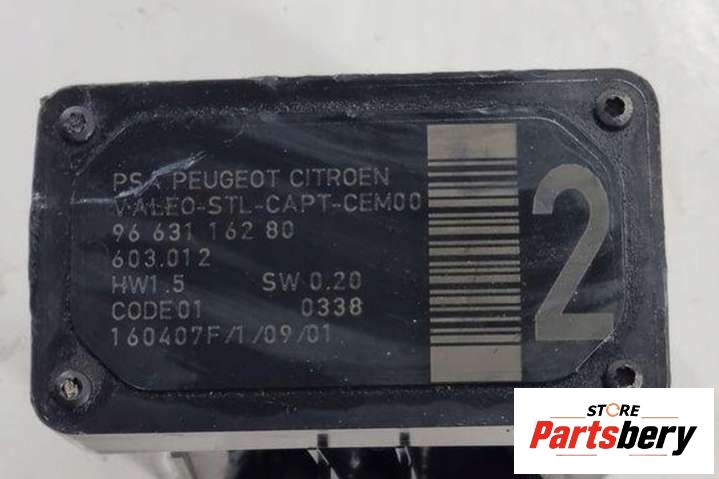 PSA PEUGEOT CITROEN
VALEO-STL-CAPT-CEM00
96 631 162 80
603.012
HW1.5 SW 0.20
CODE01 0338
160407F/1/09/01
2
STORE
Partsbery